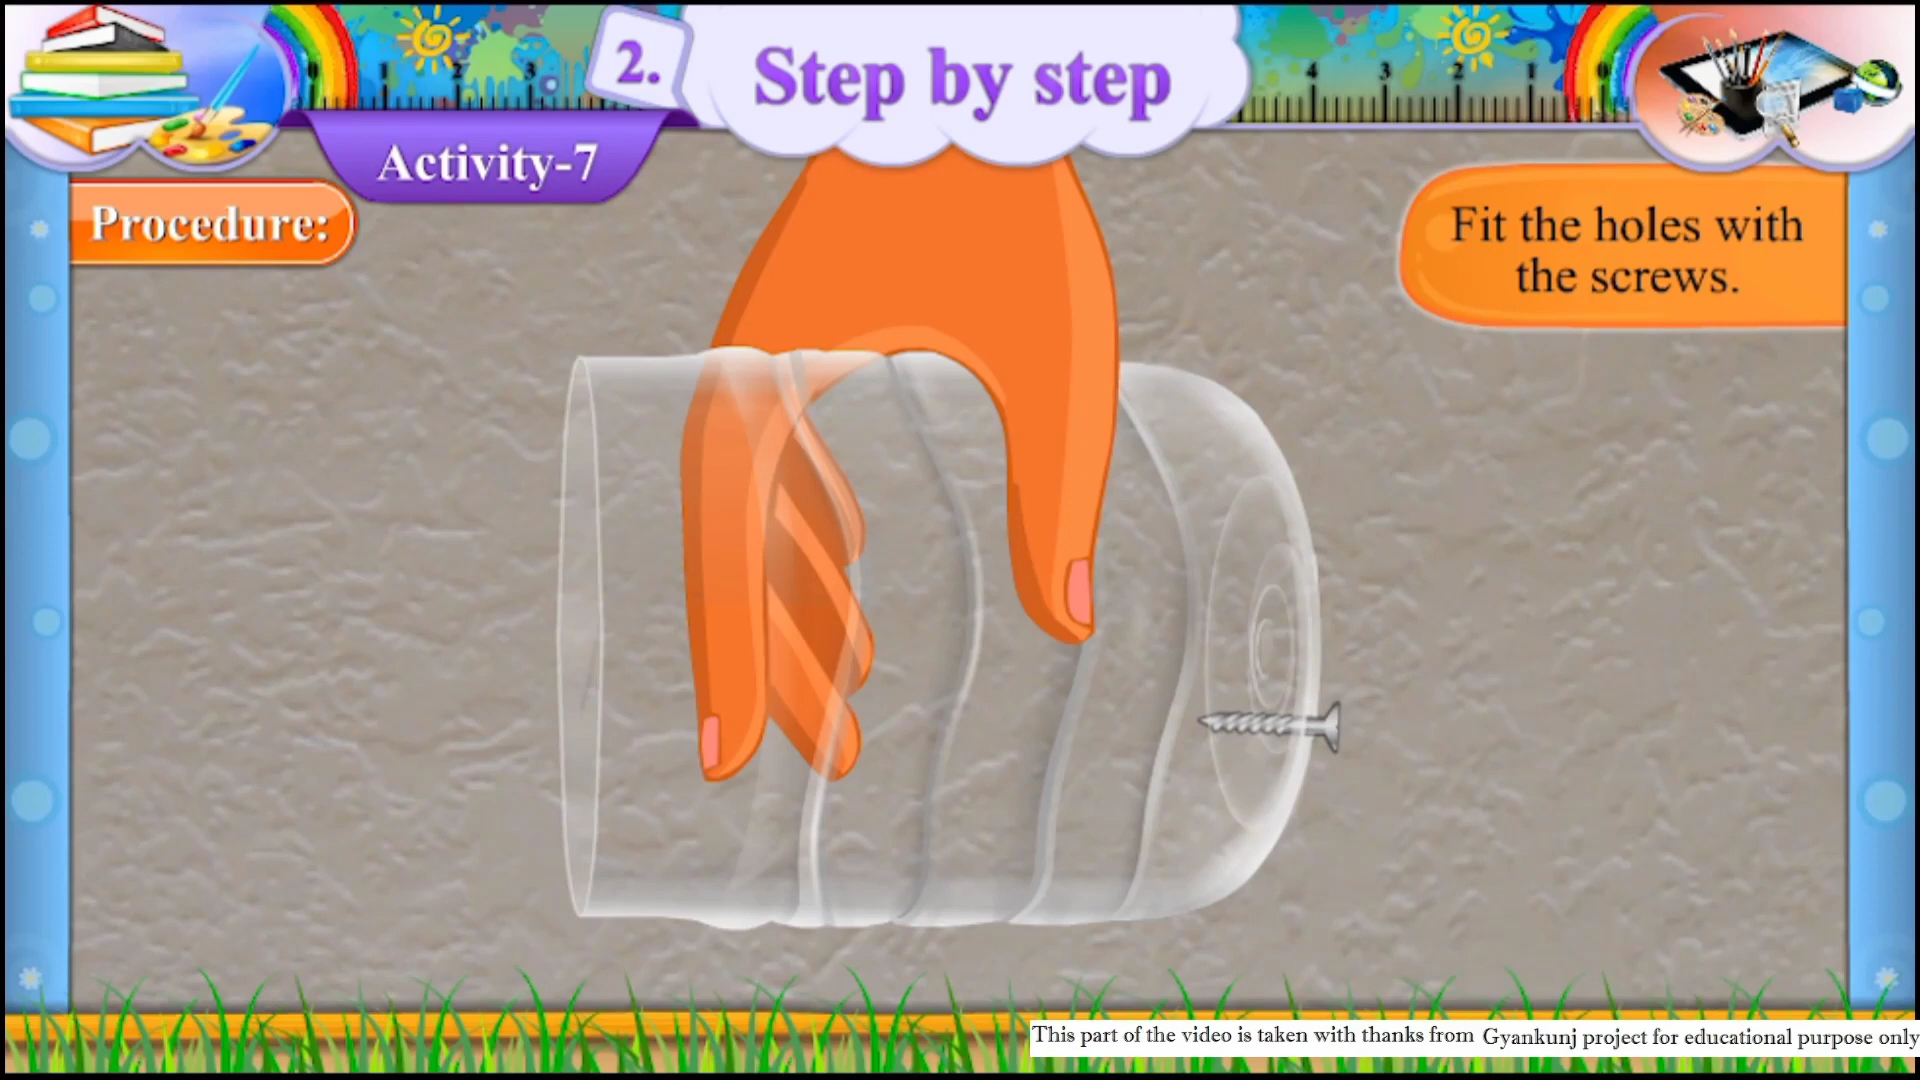 2. Step by step
Activity-7
Procedure:
Fit the holes with
the screws.
This part of the video is taken with thanks from Gyankunj project for educational purpose only